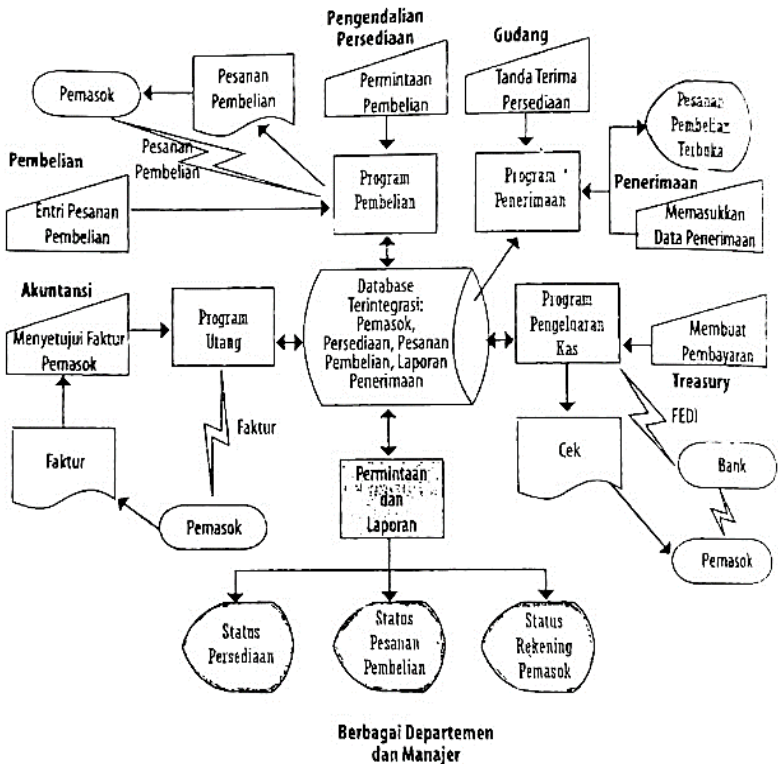 Pengendalian
Persediaan
Gudang
Pemasok
Pesanan
Pembelian
Permintaan
Pembelian
Tanda Terima
Persediaan
Pesanan
Pembelian
Terbuka
Pembelian
Pesanan
Pembelian
Program
Pembelian
Program
Penerimaan
Penerimaan
Entri Pesanan
Pembelian
Memasukkan
Data Penerimaan
Akuntansi
Menyetujui Faktur
Pemasok
Program
Utang
Database
Terintegrasi:
Pemasok,
Persediaan, Pesanan
Pembelian, Laporan
Penerimaan
Program
Pengeluaran
Kas
Membuat
Pembayaran
Treasury
Faktur
Faktur
Pemasok
Permintaan
dan
Laporan
Cek
FEDI
Bank
Pemasok
Status
Persediaan
Status
Pesanan
Pembelian
Status
Rekening
Pemasok
Berbagai Departemen
dan Manajer